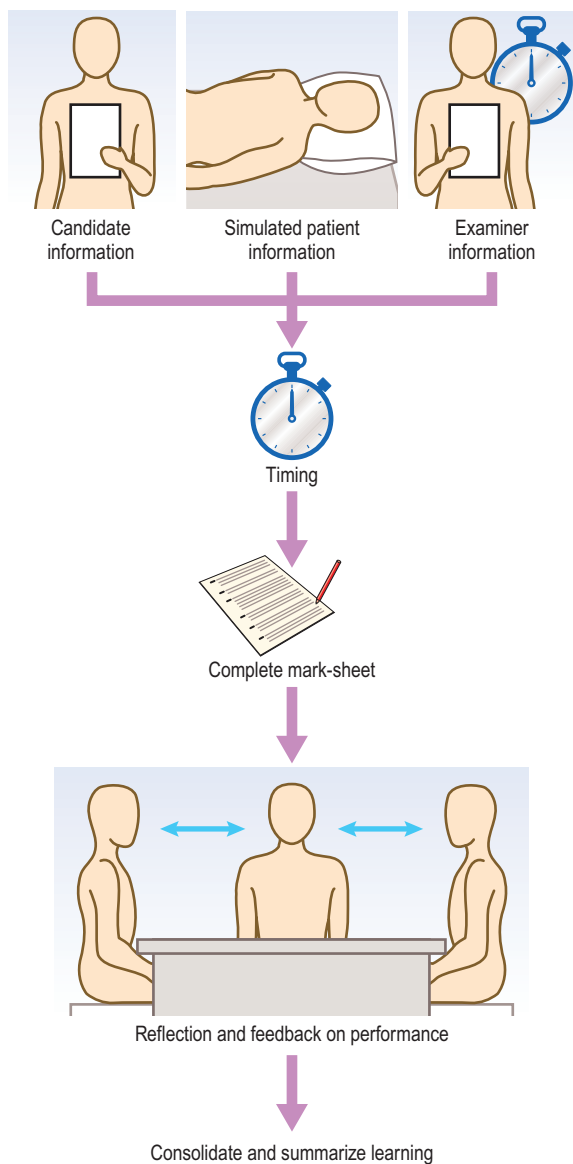 Candidate
information
Simulated patient
information
Examiner
information
Timing
Complete mark-sheet
Reflection and feedback on performance
Consolidate and summarize learning